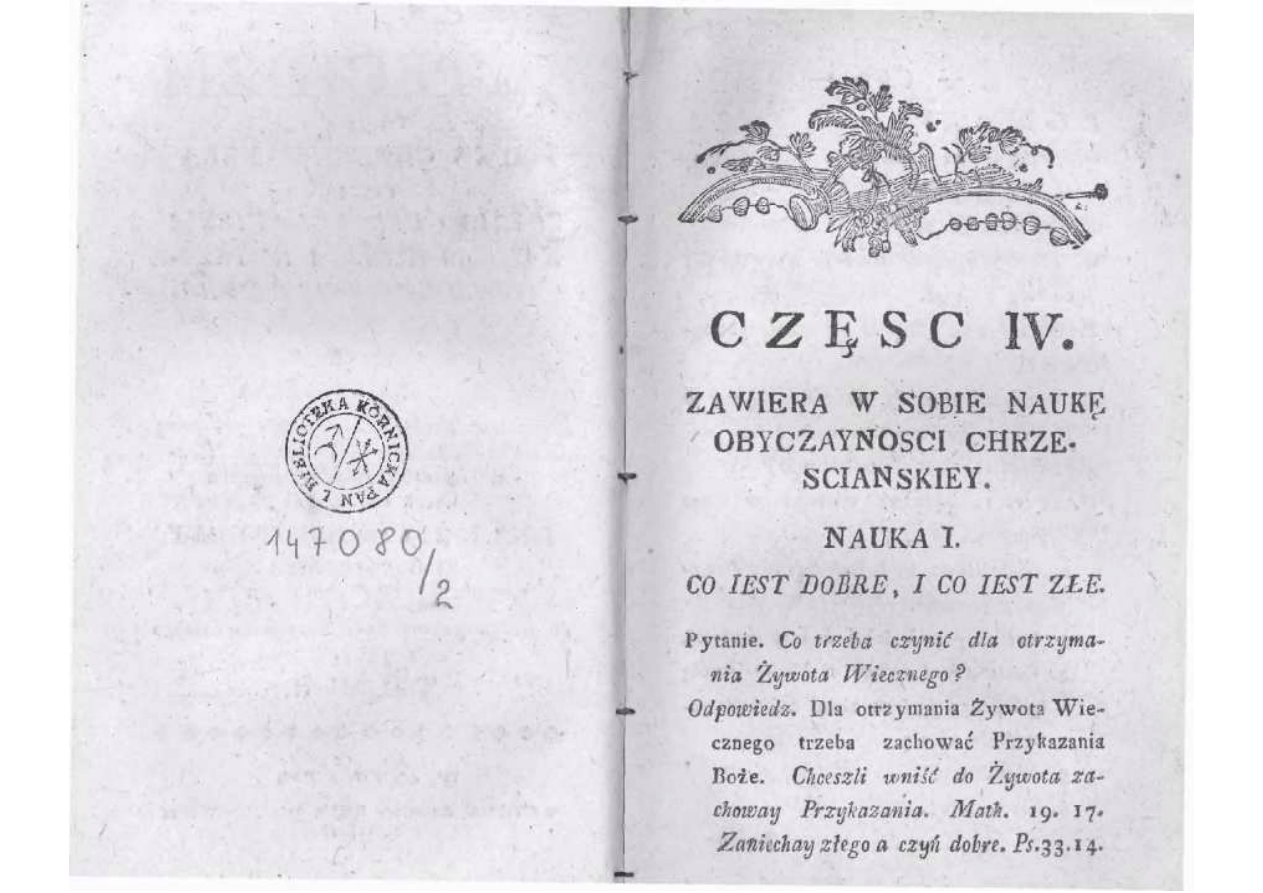 BIBLIOTEKA KÓRNICKA PAN
147080/2
CZĘSC IV.
ZAWIERA W SOBIE NAUKĘ
OBYCZAYNOSCI CHRZE-
SCIANSKIEY.
NAUKA I.
CO IEST DOBRE, I CO IEST ZŁE.
Pytanie. Co trzeba czynić dla otrzyma-
nia Żywota Wiecznego?
Odpowiedz. Dla otrzymania Żywota Wie-
cznego trzeba zachować Przykazania
Boże. Chceszli wniść do Żywota za-
choway Przykazania. Math. 19. 17.
Zaniechay złego a czyń dobre. Ps.33.14.